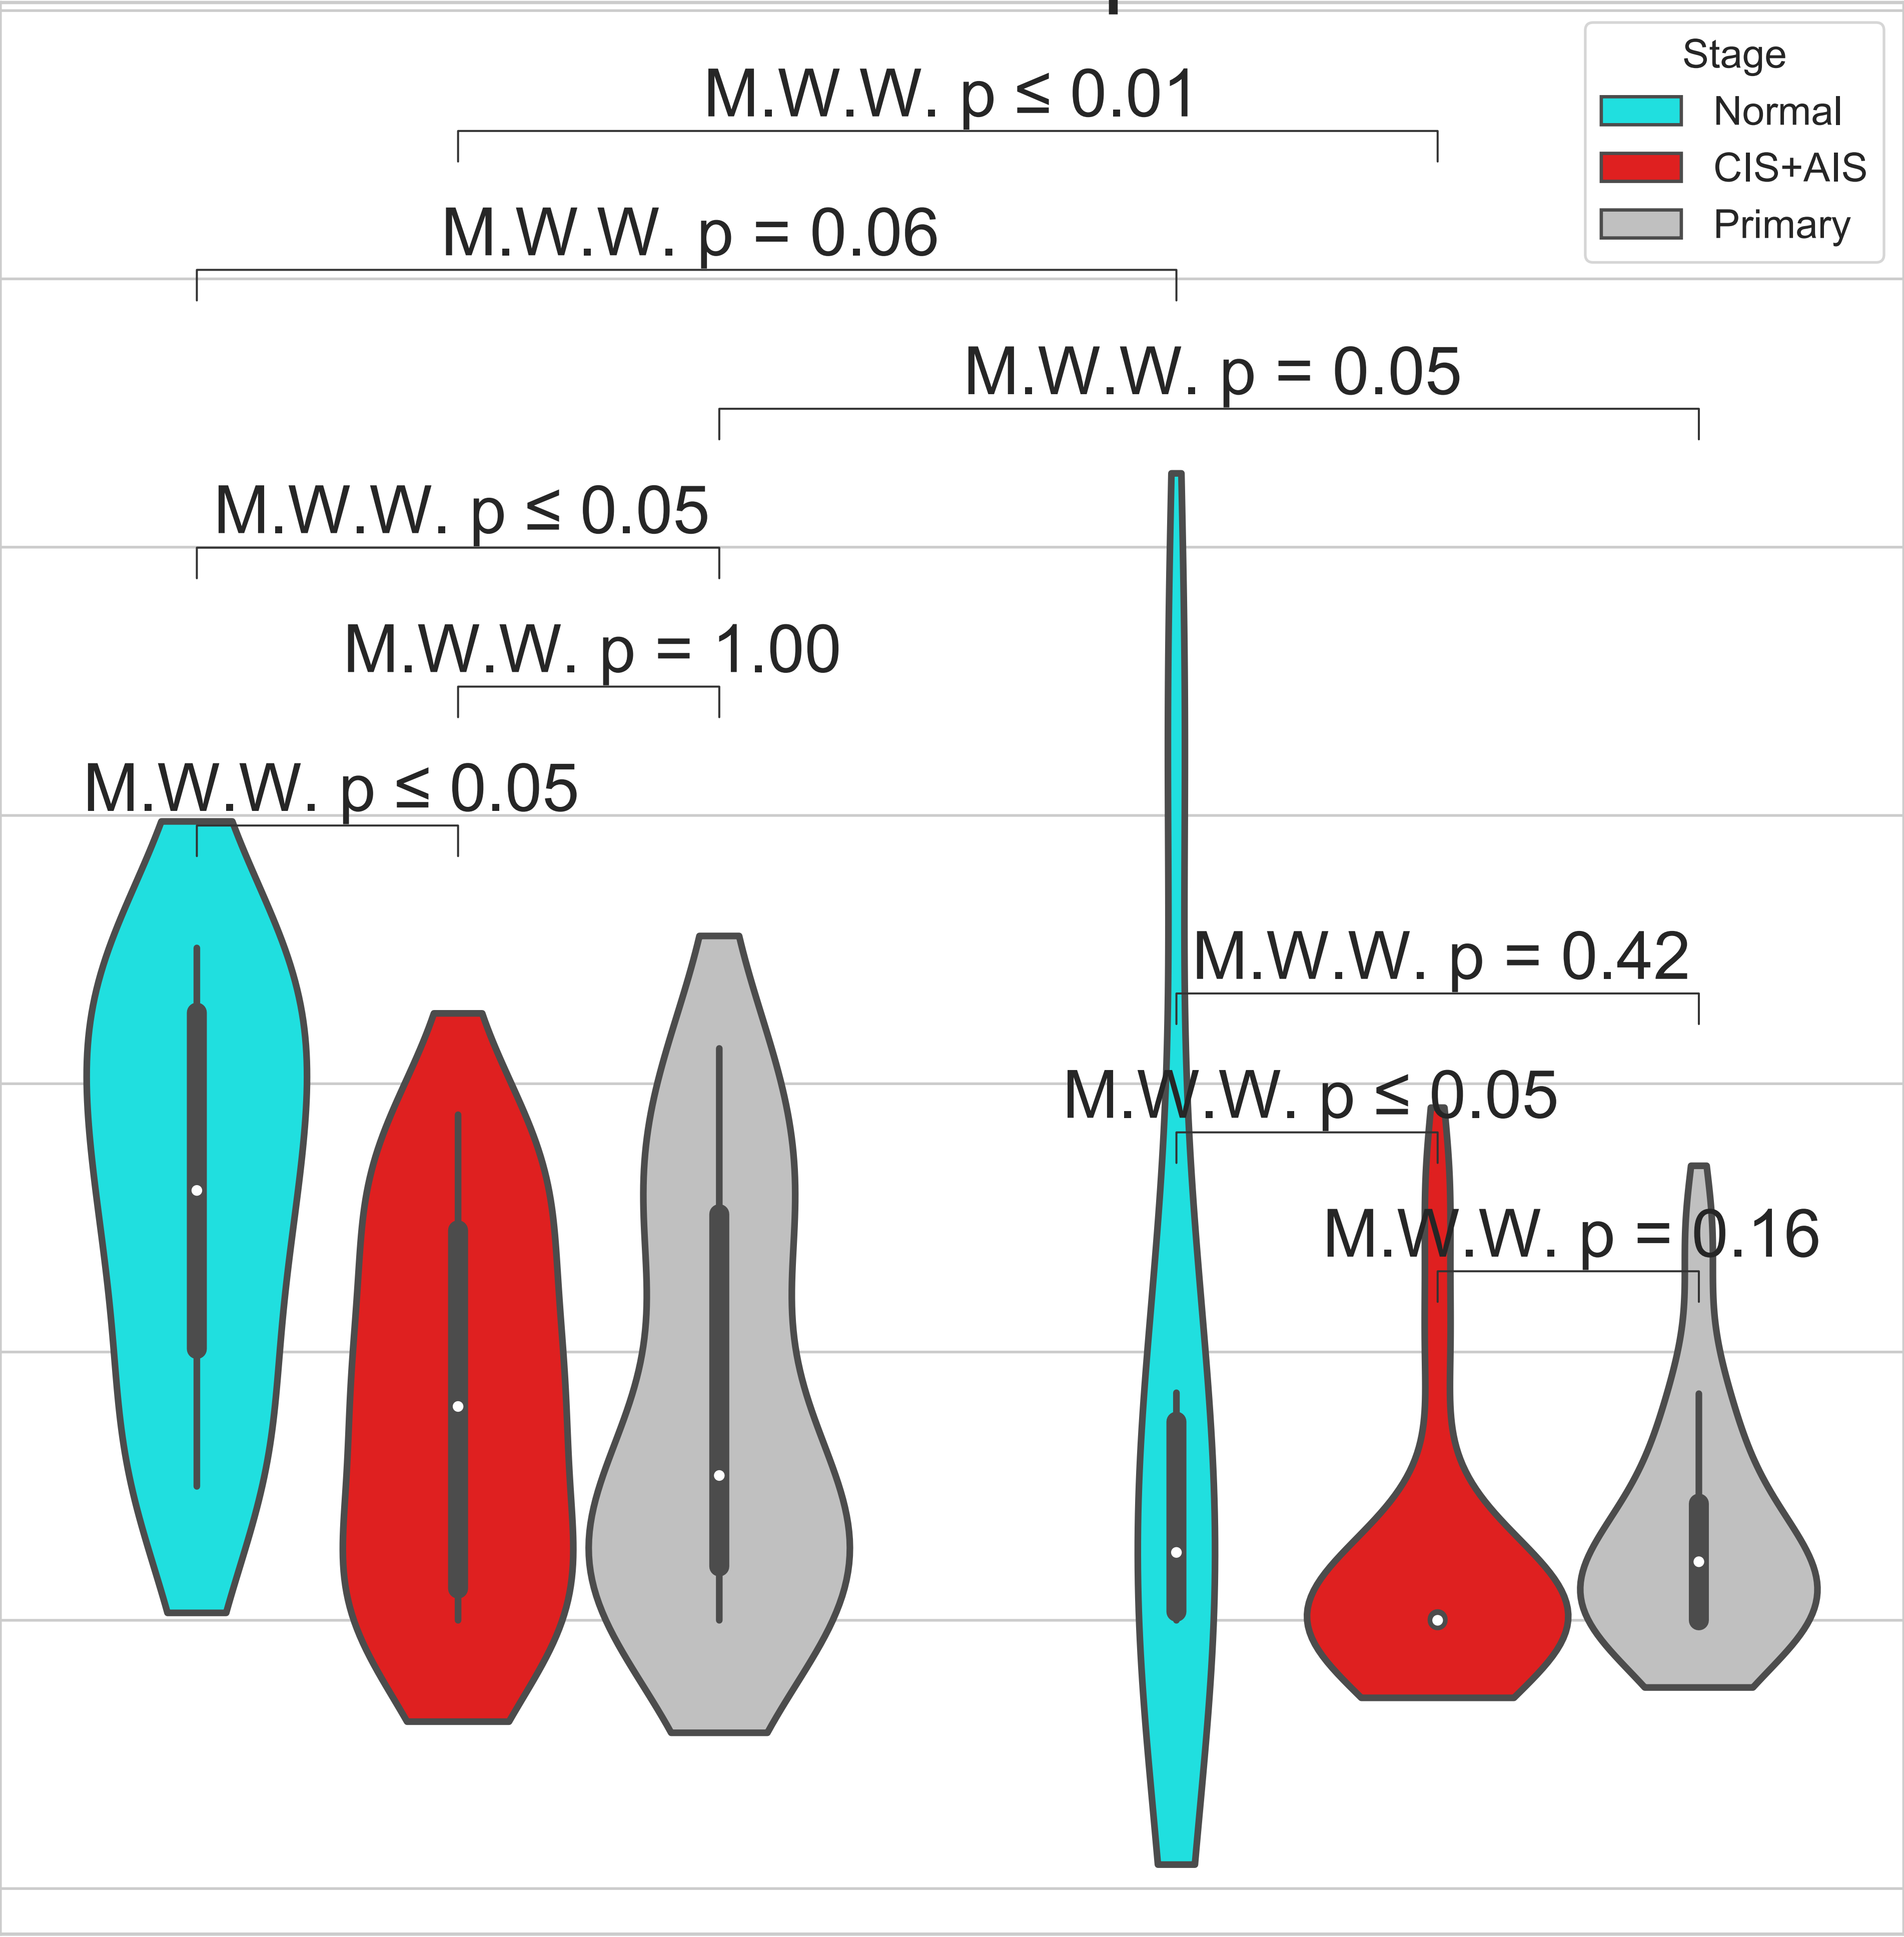 M.W.W. p ≤ 0.01
Stage
Normal
CIS+AIS
Primary
M.W.W. p = 0.06
M.W.W. p = 0.05
M.W.W. p ≤ 0.05
M.W.W. p = 1.00
M.W.W. p ≤ 0.05
M.W.W. p = 0.42
M.W.W. p ≤ 0.05
M.W.W. p = 0.16